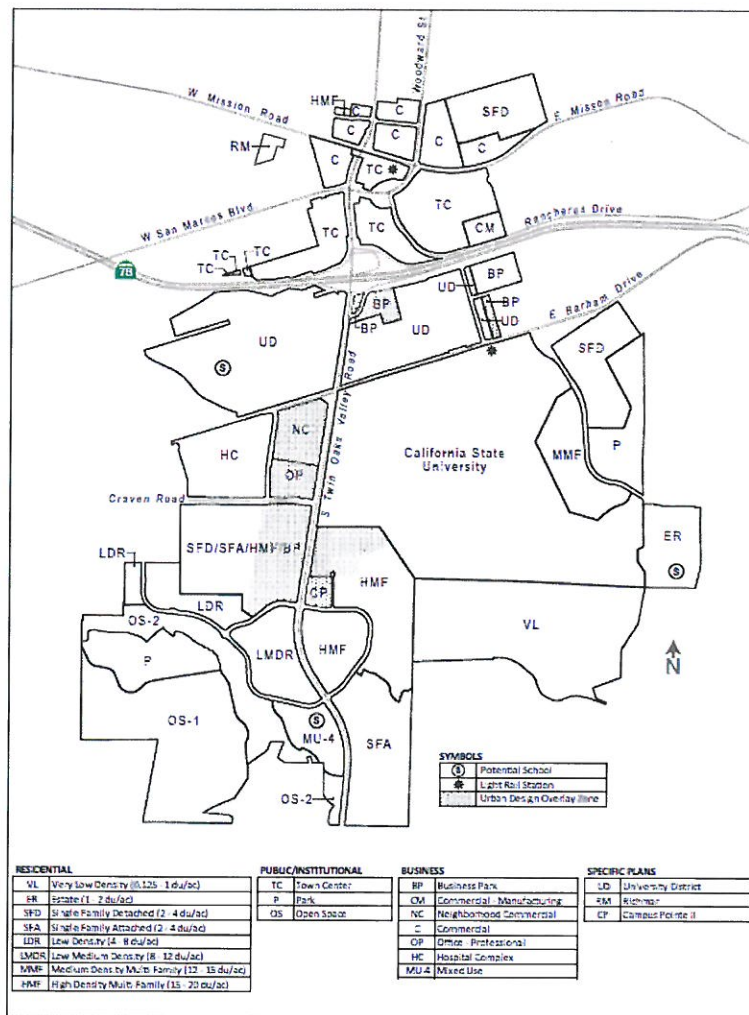 Woodward St
W. Mission Road
HMF
C
C
SFD
E. Misson Road
RM
C
C
C
C
C
TC
TC
W San Marcos Blvd
TC
TC
CM
Rancheros Drive
TC
TC
78
UD
BP
BP
BP
UD
BP
UD
UD
E Barham Drive
S
SFD
S Twin Oaks Valley Road
NC
HC
California State
University
MMF
P
OP
Craven Road
ER
S
LDR
SFD/SFA/HMF/BP
HMF
CP
LDR
OS-2
VL
LMDR
HMF
N
P
OS-1
S
MU-4
SFA
OS-2
SYMBOLS
S Potential School
Light Rail Station
Urban Design Overlay Zone
RESIDENTIAL
VL Very Low Density (0.125 - 1 du/ac)
ER Estate (1 - 2 du/ac)
SFD Single Family Detached (2 - 4 du/ac)
SFA Single Family Attached (2 - 4 du/ac)
LDR Low Density (4 - 8 du/ac)
LMDR Low Medium Density (8 - 12 du/ac)
MMF Medium Density Multi Family (12 - 15 du/ac)
HMF High Density Multi Family (15 - 20 du/ac)
PUBLIC/INSTITUTIONAL
TC Town Center
P Park
OS Open Space
BUSINESS
BP Business Park
CM Commercial - Manufacturing
NC Neighborhood Commercial
C Commercial
OP Office - Professional
HC Hospital Complex
MU-4 Mixed Use
SPECIFIC PLANS
UD University District
RM Richmar
CP Campus Pointe II